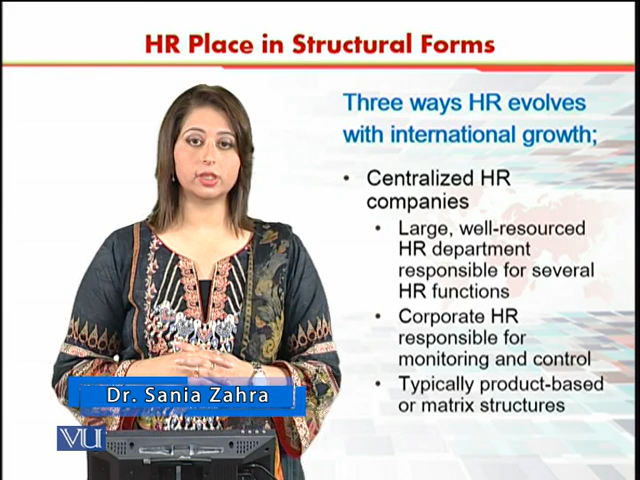 HR Place in Structural Forms
Three ways HR evolves
with international growth;
• Centralized HR
companies
• Large, well-resourced
HR department
responsible for several
HR functions
• Corporate HR
responsible for
monitoring and control
• Typically product-based
or matrix structures
Dr. Sania Zahra
VU